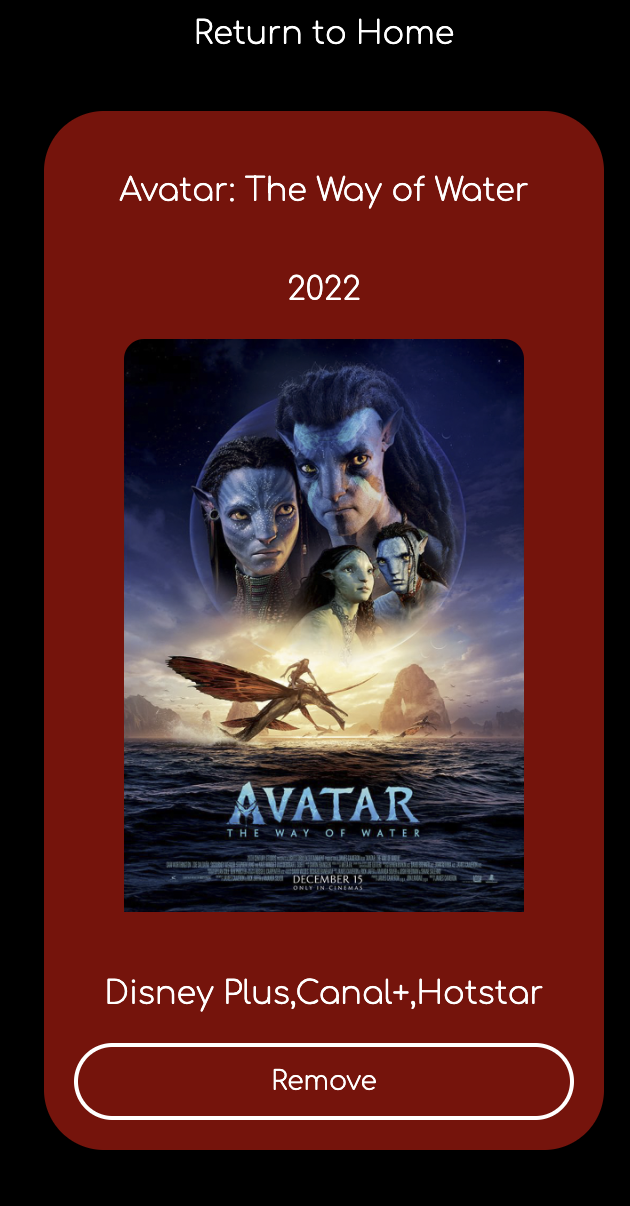 Return to Home
Avatar: The Way of Water
2022
AVATAR
THE WAY OF WATER
DECEMBER 15
ONLY IN CINEMAS
Disney Plus,Canal+,Hotstar
Remove